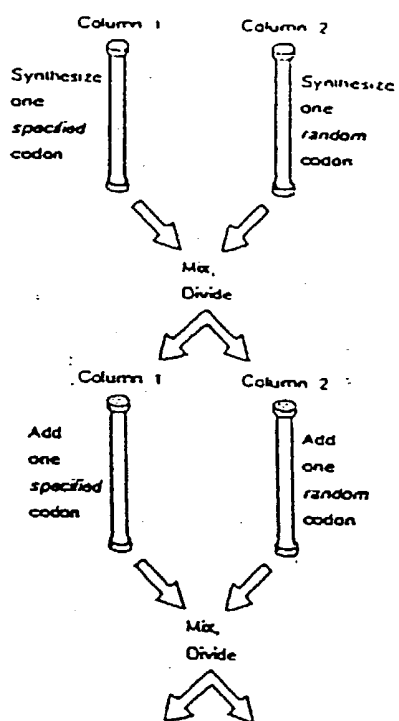 Column 1
Column 2
Synthesize
one
specified
codon
Synthesize
one
random
codon
Mix,
Divide
Column 1
Column 2
Add
one
specified
codon
Add
one
random
codon
Mix,
Divide